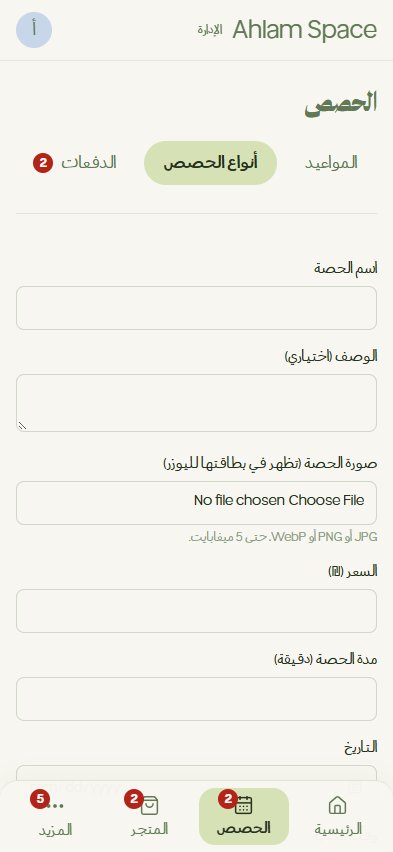 Ahlam Space الإدارة
أ
الحصص
المواعيد
أنواع الحصص
الدفعات 2
اسم الحصة
الوصف (اختياري)
صورة الحصة (تظهر في بطاقتها لليوزر)
Choose File No file chosen
JPG أو PNG أو WebP. حتى 5 ميغابايت.
السعر (₪)
مدة الحصة (دقيقة)
التاريخ
الرئيسية
2 الحصص
2 المتجر
5 المزيد